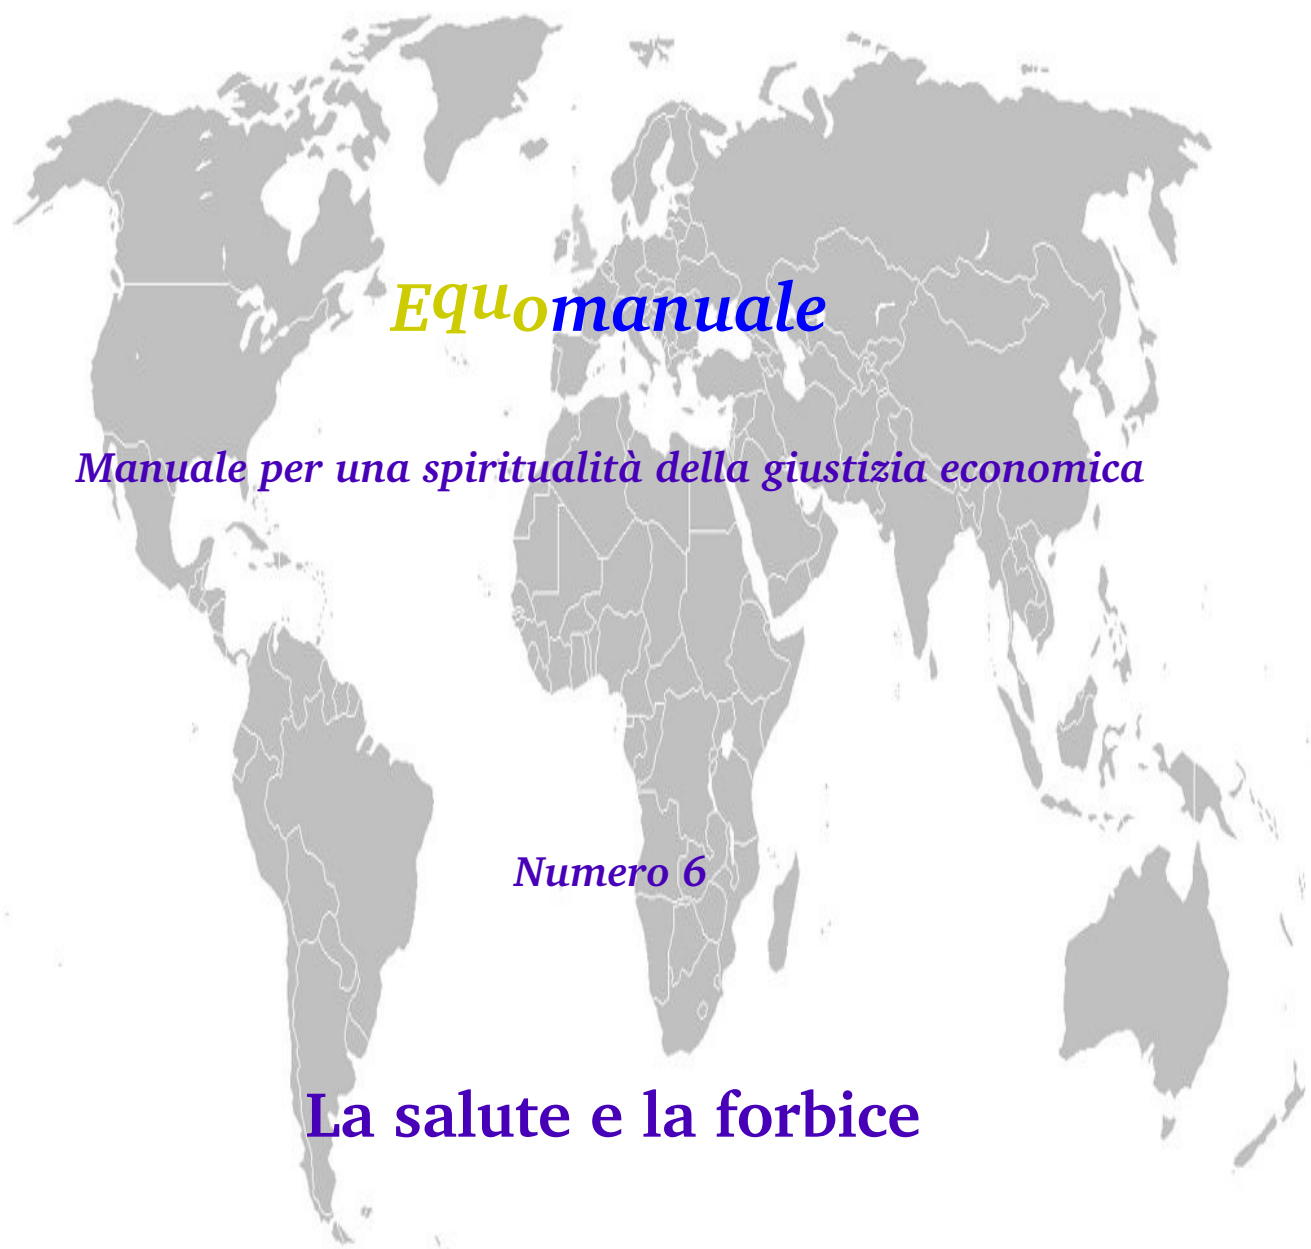 Equomanuale
Manuale per una spiritualità della giustizia economica
Numero 6
La salute e la forbice